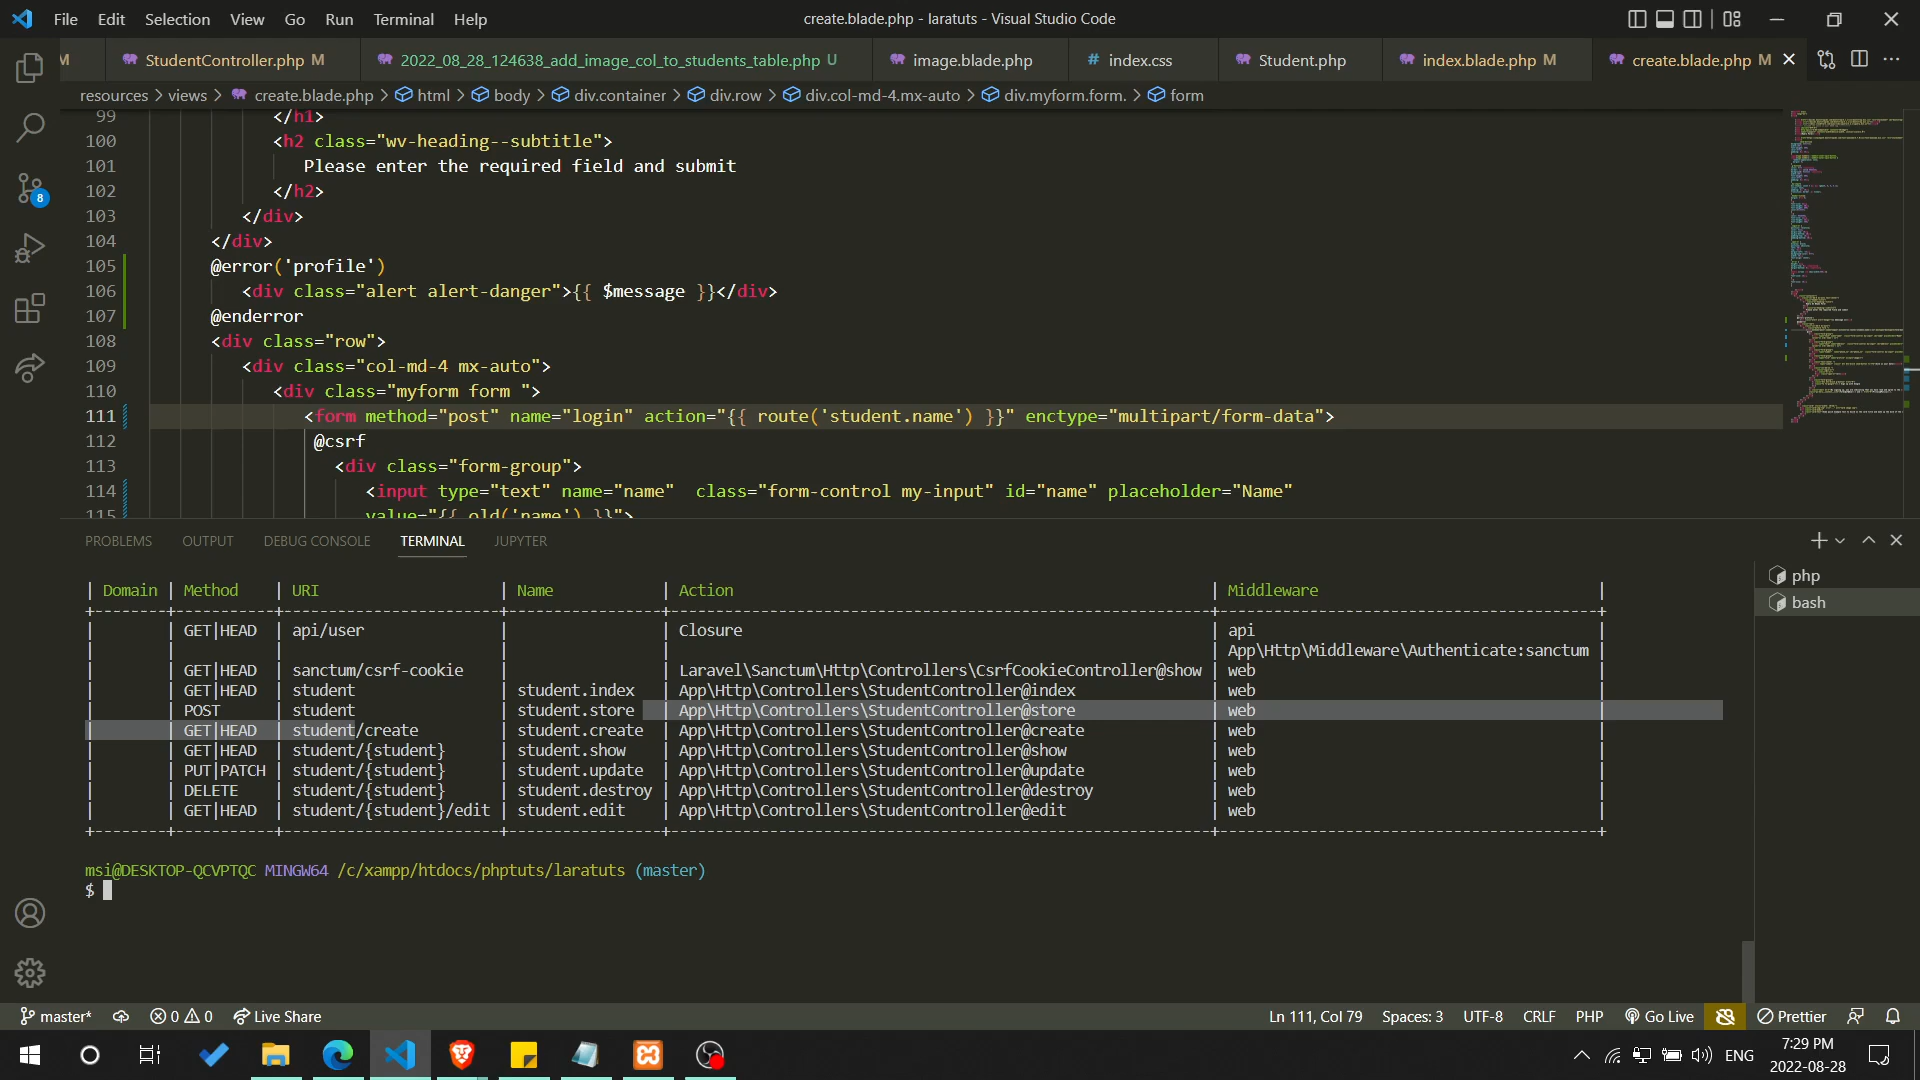 File Edit Selection View Go Run Terminal Help create.blade.php - laratuts - Visual Studio Code
M StudentController.php M 2022_08_28_124638_add_image_col_to_students_table.php U image.blade.php # index.css Student.php index.blade.php M create.blade.php M
resources > views > create.blade.php > html > body > div.container > div.row > div.col-md-4.mx-auto > div.myform.form. > form
99 </h1>
100 <h2 class="wv-heading--subtitle">
101 Please enter the required field and submit
102 </h2>
103 </div>
104 </div>
105 @error('profile')
106 <div class="alert alert-danger">{{ $message }}</div>
107 @enderror
108 <div class="row">
109 <div class="col-md-4 mx-auto">
110 <div class="myform form ">
111 <form method="post" name="login" action="{{ route('student.name') }}" enctype="multipart/form-data">
112 @csrf
113 <div class="form-group">
114 <input type="text" name="name"  class="form-control my-input" id="name" placeholder="Name"
115 value="{{ old('name') }}">
8
PROBLEMS OUTPUT DEBUG CONSOLE TERMINAL JUPYTER
php
bash
| Domain | Method | URI | Name | Action | Middleware |
| | GET|HEAD | api/user | | Closure | api |
| | | | | | App\Http\Middleware\Authenticate:sanctum |
| | GET|HEAD | sanctum/csrf-cookie | | Laravel\Sanctum\Http\Controllers\CsrfCookieController@show | web |
| | GET|HEAD | student | student.index | App\Http\Controllers\StudentController@index | web |
| | POST | student | student.store | App\Http\Controllers\StudentController@store | web |
| | GET|HEAD | student/create | student.create | App\Http\Controllers\StudentController@create | web |
| | GET|HEAD | student/{student} | student.show | App\Http\Controllers\StudentController@show | web |
| | PUT|PATCH | student/{student} | student.update | App\Http\Controllers\StudentController@update | web |
| | DELETE | student/{student} | student.destroy | App\Http\Controllers\StudentController@destroy | web |
| | GET|HEAD | student/{student}/edit | student.edit | App\Http\Controllers\StudentController@edit | web |
msi@DESKTOP-QCVPTQC MINGW64 /c/xampp/htdocs/phptuts/laratuts (master)
$
master* 0 0 Live Share Ln 111, Col 79 Spaces: 3 UTF-8 CRLF PHP Go Live Prettier
ENG 7:29 PM
2022-08-28